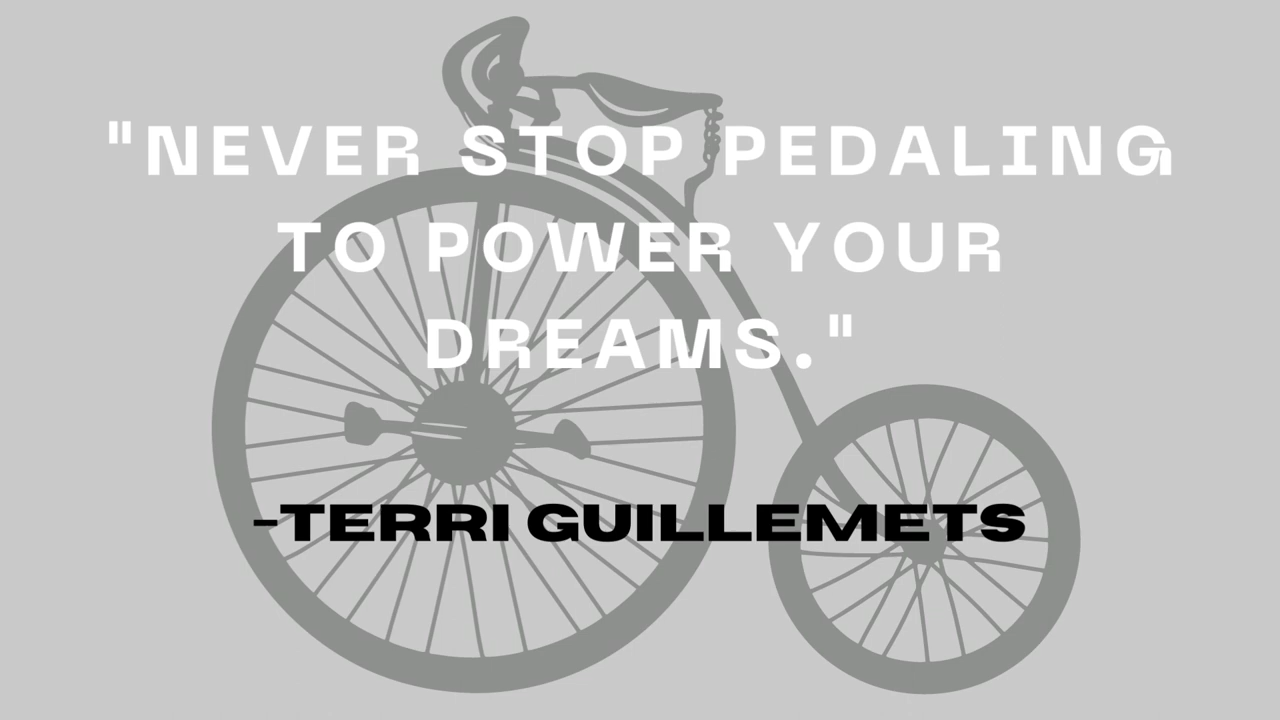 "NEVER STOP PEDALING
TO POWER YOUR
DREAMS."
-TERRI GUILLEMETS